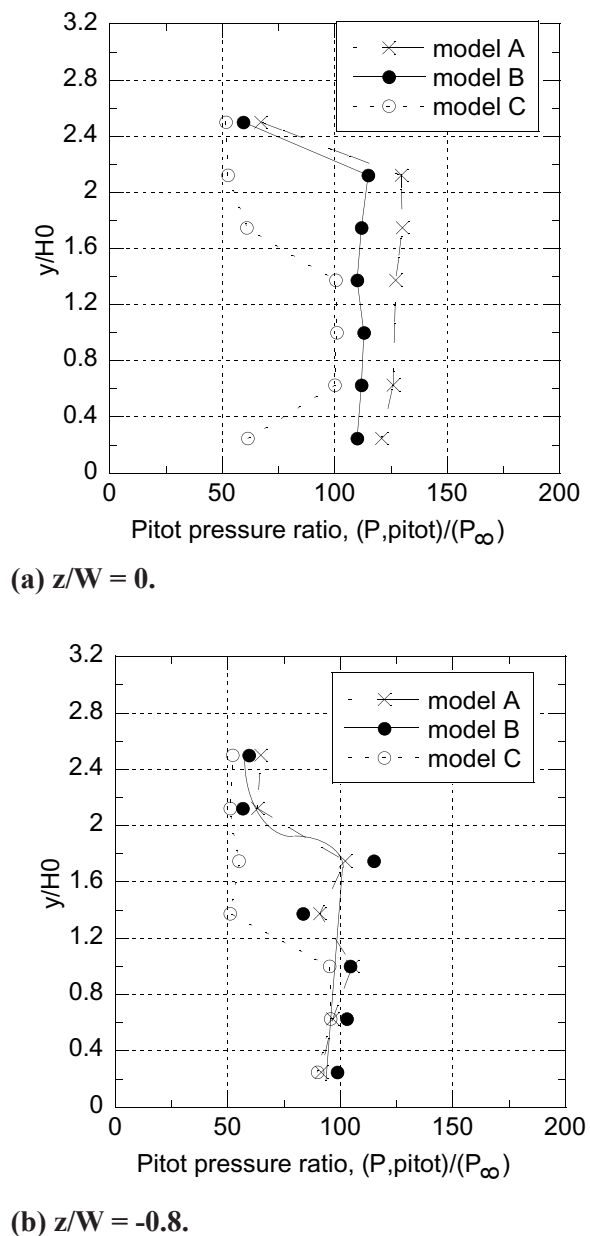 3.2
2.8
2.4
2
1.6
1.2
0.8
0.4
0
y/H0
model A
model B
model C
0 50 100 150 200
Pitot pressure ratio, (P,pitot)/(P∞)
(a) z/W = 0.
3.2
2.8
2.4
2
1.6
1.2
0.8
0.4
0
y/H0
model A
model B
model C
0 50 100 150 200
Pitot pressure ratio, (P,pitot)/(P∞)
(b) z/W = -0.8.